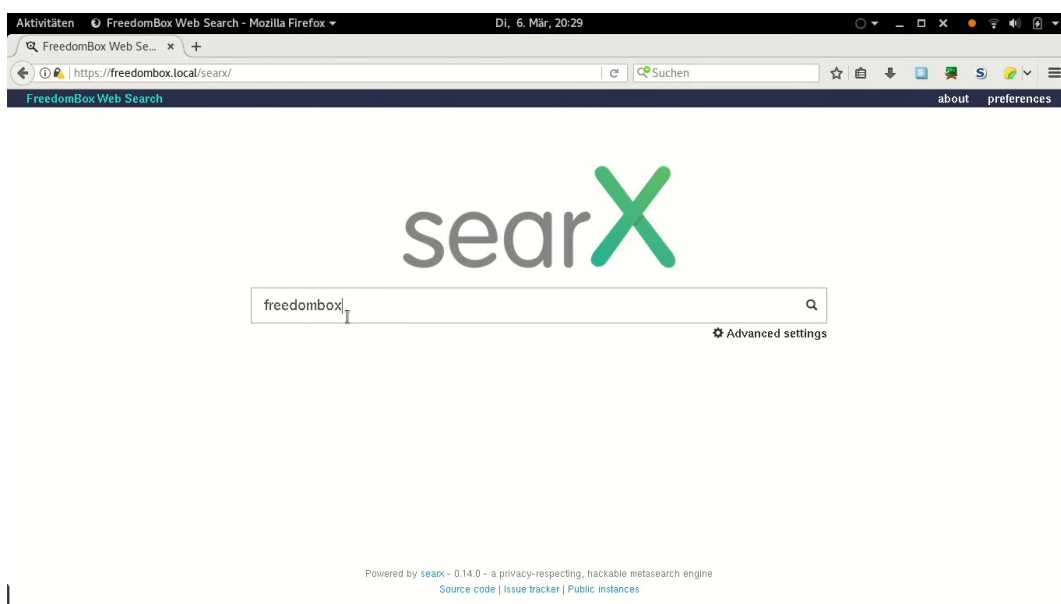 Aktivitäten FreedomBox Web Search - Mozilla Firefox Di, 6. Mär, 20:29
FreedomBox Web Se...
https://freedombox.local/searx/ Suchen
FreedomBox Web Search about preferences
searX
freedombox
Advanced settings
Powered by searx - 0.14.0 - a privacy-respecting, hackable metasearch engine
Source code | Issue tracker | Public instances